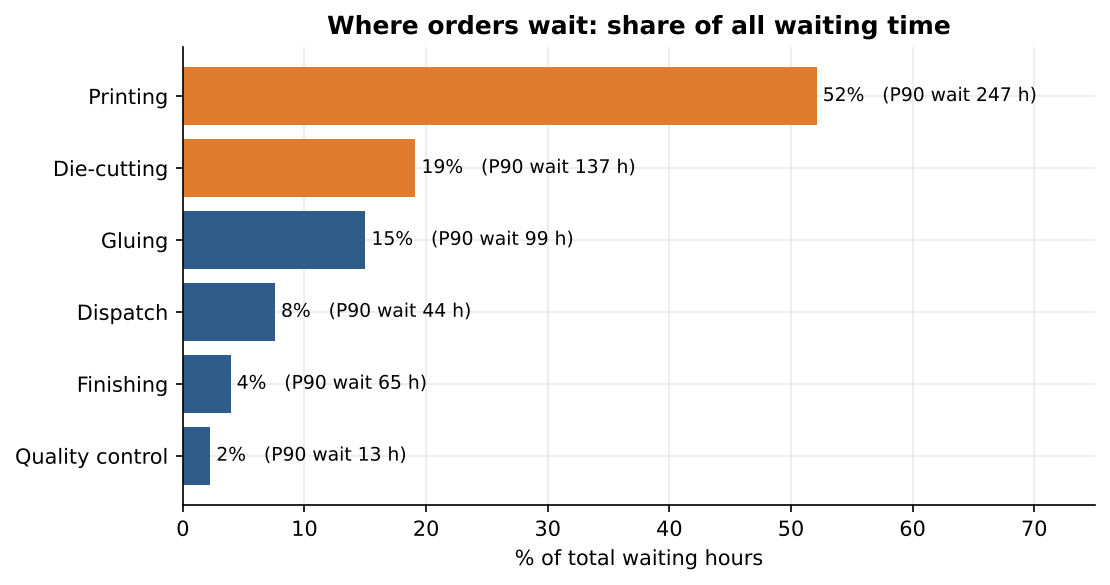 Where orders wait: share of all waiting time
Printing 52% (P90 wait 247 h)
Die-cutting 19% (P90 wait 137 h)
Gluing 15% (P90 wait 99 h)
Dispatch 8% (P90 wait 44 h)
Finishing 4% (P90 wait 65 h)
Quality control 2% (P90 wait 13 h)
0 10 20 30 40 50 60 70
% of total waiting hours